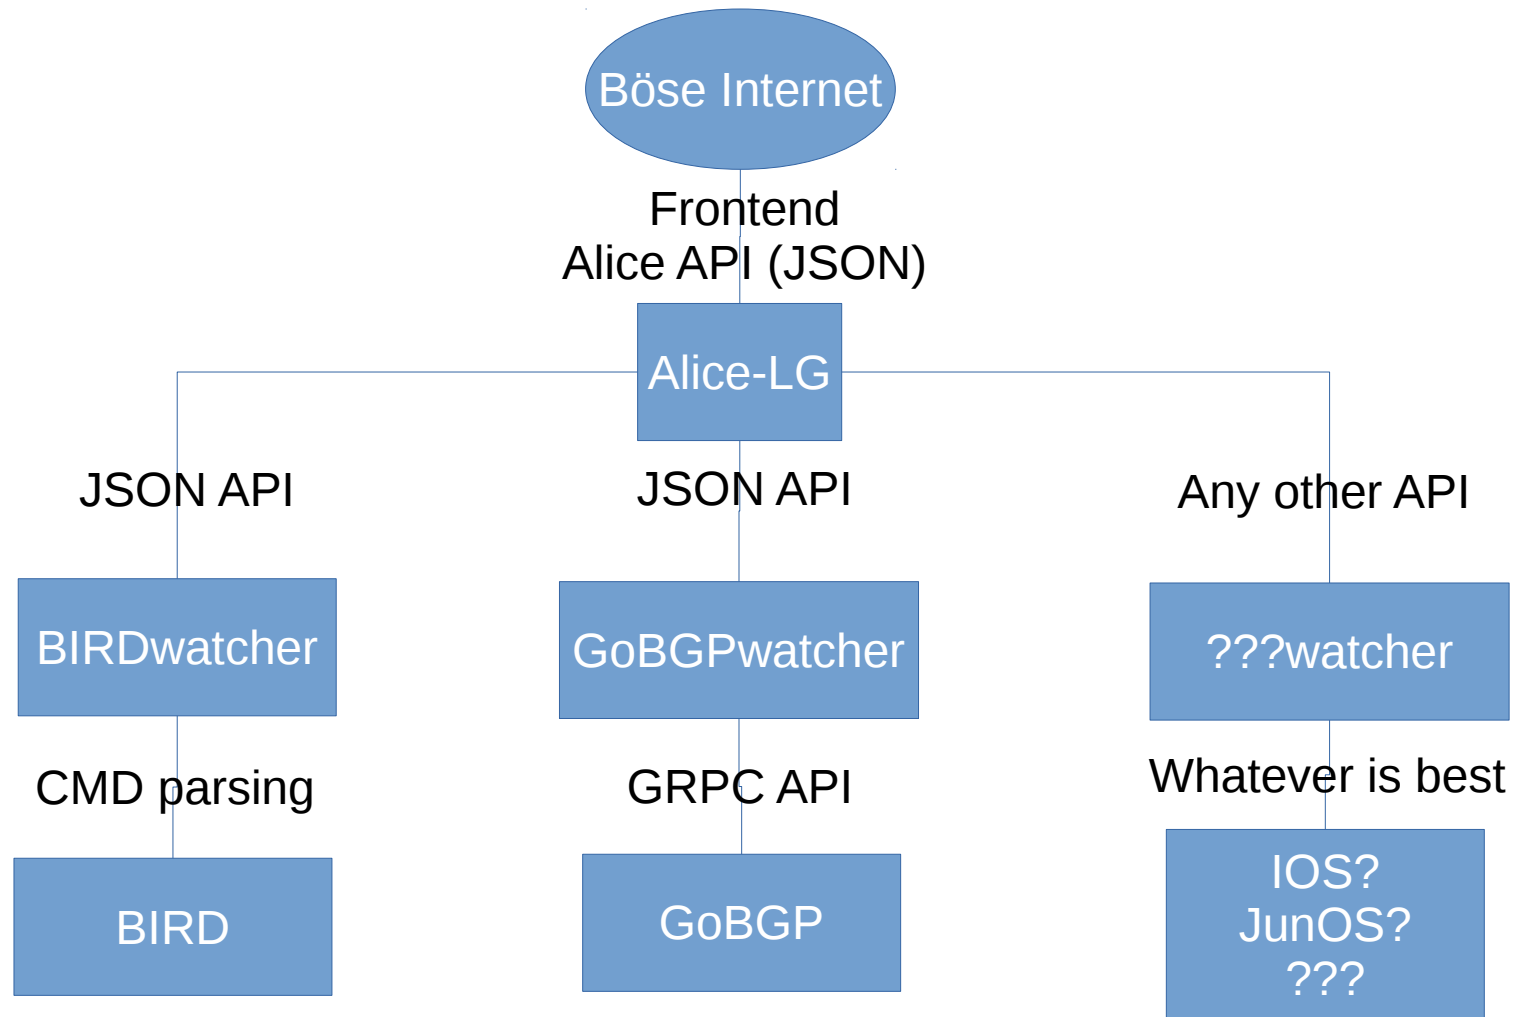 Böse Internet
Frontend
Alice API (JSON)
Alice-LG
JSON API
JSON API
Any other API
BIRDwatcher
GoBGPwatcher
???watcher
CMD parsing
GRPC API
Whatever is best
BIRD
GoBGP
IOS?
JunOS?
???